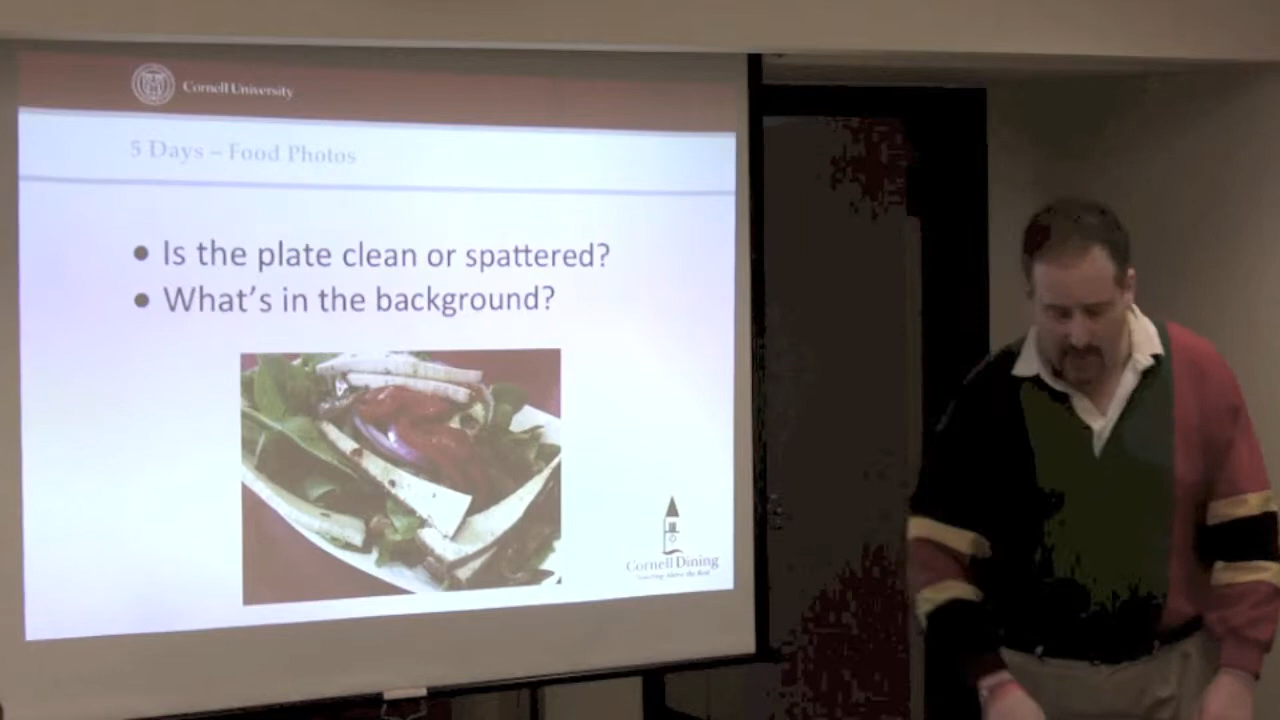 Cornell University
5 Days – Food Photos
● Is the plate clean or spattered?
● What's in the background?
Cornell Dining